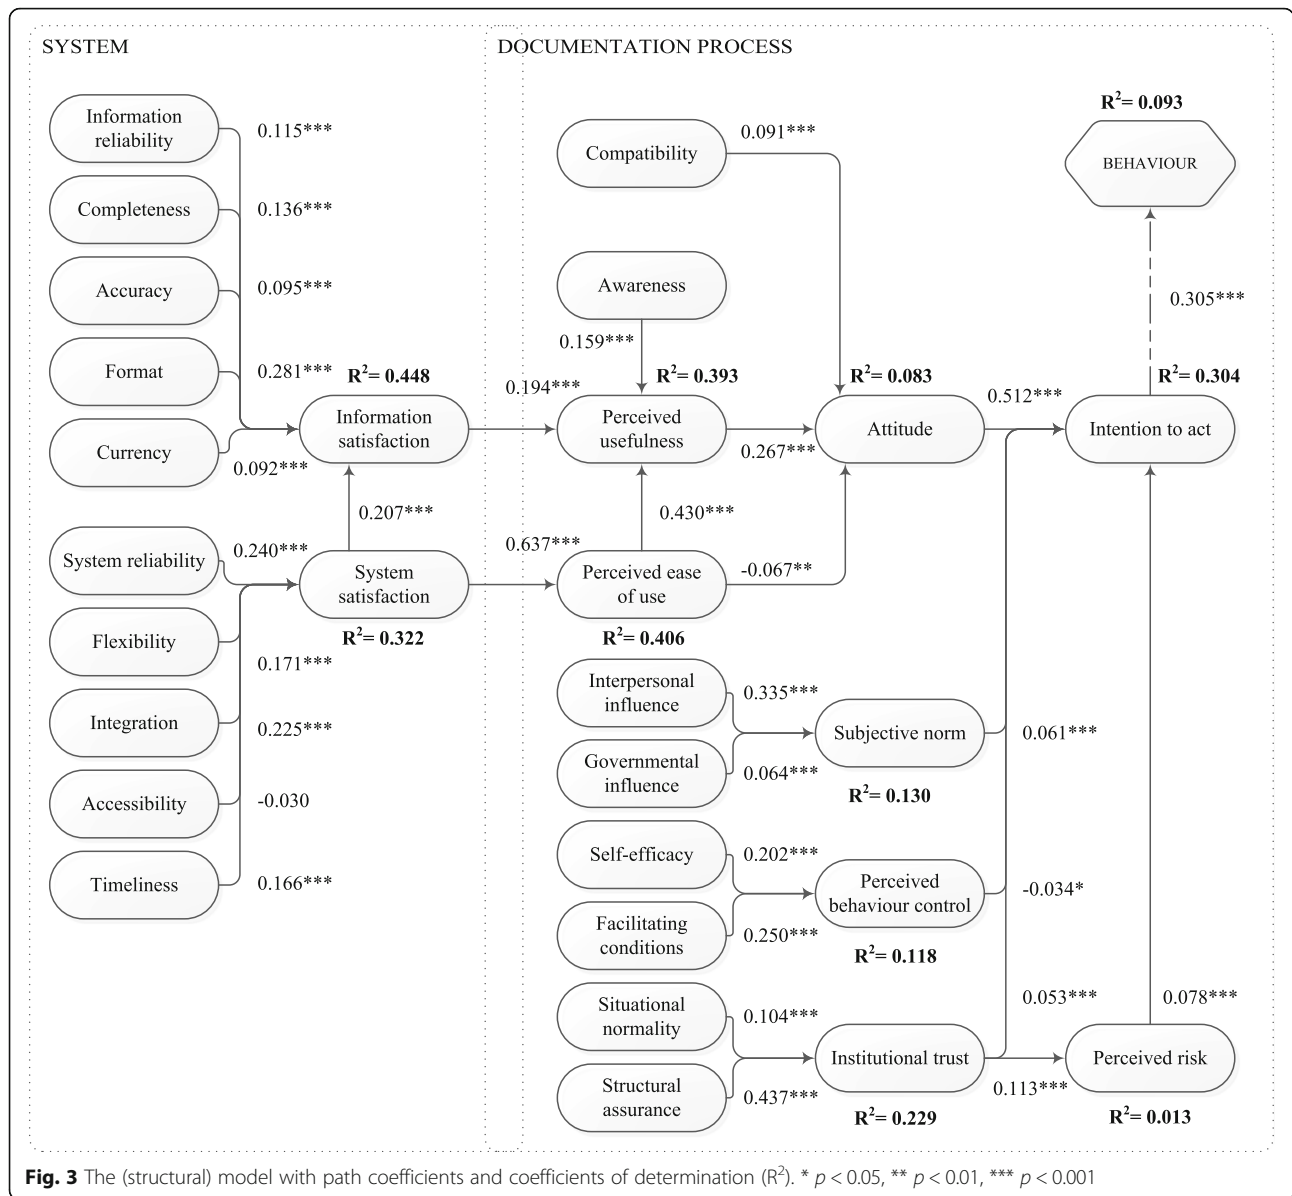 SYSTEM
DOCUMENTATION PROCESS
Information
reliability
0.115***
Completeness
0.136***
Accuracy
0.095***
Format
0.281***
Currency
0.092***
R²= 0.448
Information
satisfaction
0.207***
System reliability
0.240***
Flexibility
0.171***
Integration
0.225***
Accessibility
-0.030
Timeliness
0.166***
System
satisfaction
R²= 0.322
0.194***
0.637***
Compatibility
0.091***
Awareness
0.159***
R²= 0.393
Perceived
usefulness
0.267***
0.430***
Perceived ease
of use
-0.067**
R²= 0.406
R²= 0.083
Attitude
0.512***
Interpersonal
influence
0.335***
Governmental
influence
0.064***
Subjective norm
R²= 0.130
0.061***
Self-efficacy
0.202***
Facilitating
conditions
0.250***
Perceived
behaviour control
R²= 0.118
-0.034*
Situational
normality
0.104***
Structural
assurance
0.437***
Institutional trust
R²= 0.229
0.053***
0.113***
Perceived risk
R²= 0.013
0.078***
R²= 0.304
Intention to act
0.305***
R²= 0.093
BEHAVIOUR
Fig. 3 The (structural) model with path coefficients and coefficients of determination (R²). * p < 0.05, ** p < 0.01, *** p < 0.001